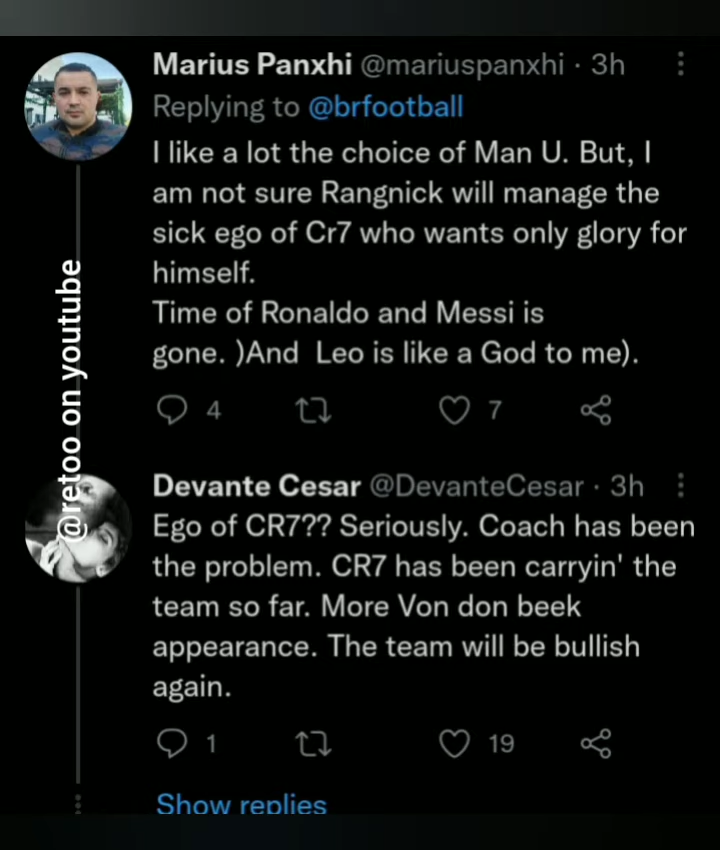 Marius Panxhi @mariuspanxhi · 3h
Replying to @brfootball
I like a lot the choice of Man U. But, I
am not sure Rangnick will manage the
sick ego of Cr7 who wants only glory for
himself.
Time of Ronaldo and Messi is
gone. )And Leo is like a God to me).
4 7
@retoo on youtube
Devante Cesar @DevanteCesar · 3h
Ego of CR7?? Seriously. Coach has been
the problem. CR7 has been carryin' the
team so far. More Von don beek
appearance. The team will be bullish
again.
1 19
Show replies